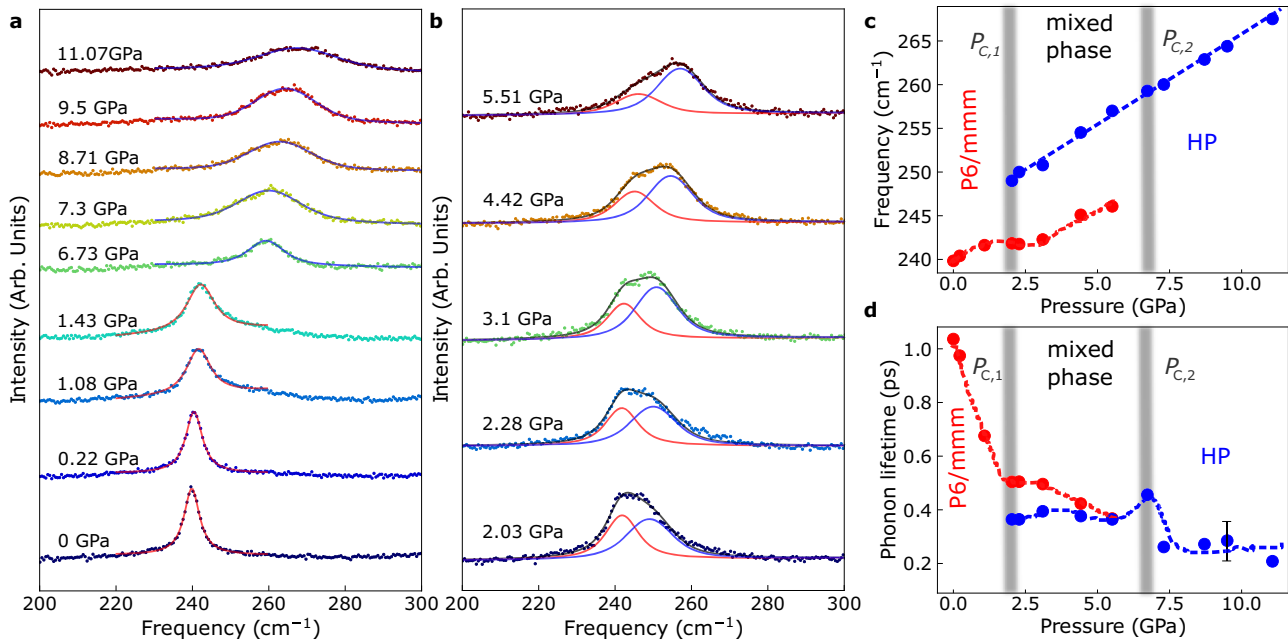 a
Intensity (Arb. Units)
11.07GPa
9.5 GPa
8.71 GPa
7.3 GPa
6.73 GPa
1.43 GPa
1.08 GPa
0.22 GPa
0 GPa
200 220 240 260 280 300
Frequency (cm⁻¹)
b
Intensity (Arb. Units)
5.51 GPa
4.42 GPa
3.1 GPa
2.28 GPa
2.03 GPa
200 220 240 260 280 300
Frequency (cm⁻¹)
c
Frequency (cm⁻¹)
265
260
255
250
245
240
P6/mmm
P_C,1
mixed
phase
P_C,2
HP
0.0 2.5 5.0 7.5 10.0
Pressure (GPa)
d
Phonon lifetime (ps)
1.0
0.8
0.6
0.4
0.2
P6/mmm
P_C,1
mixed
phase
P_C,2
HP
0.0 2.5 5.0 7.5 10.0
Pressure (GPa)